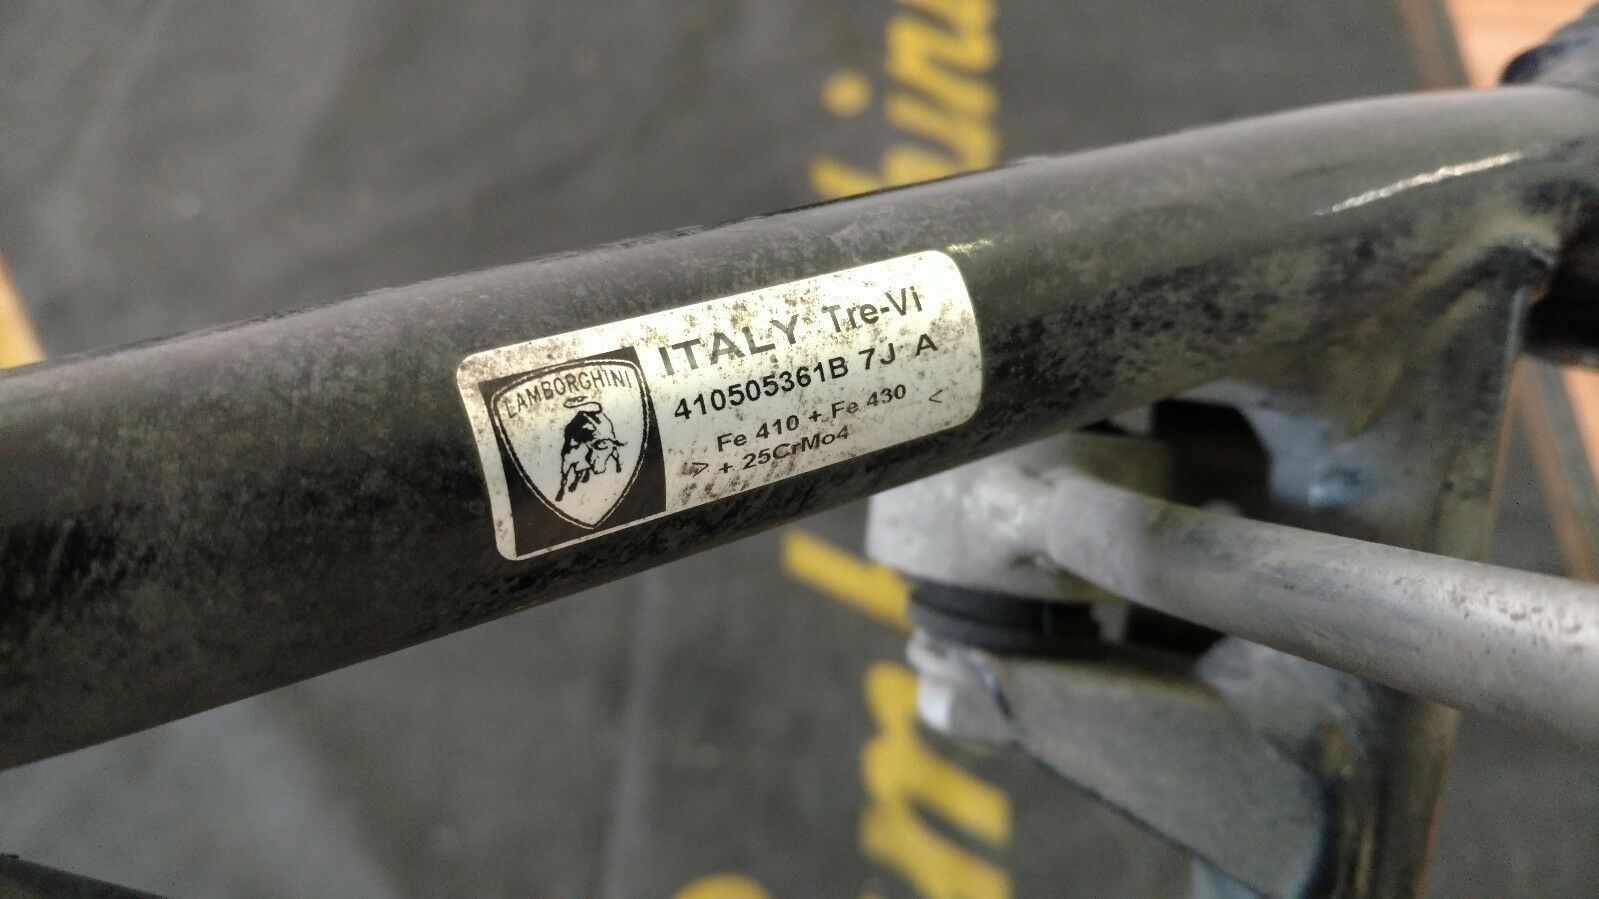 LAMBORGHINI
ITALY Tre-Vi
410505361B 7J A
Fe 410 + Fe 430 <
> + 25CrMo4